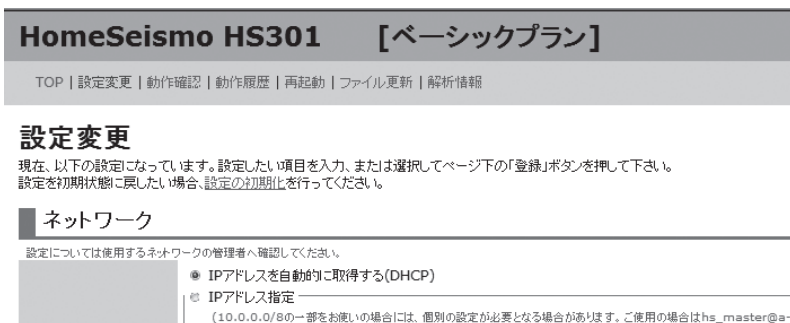 HomeSeismo HS301 [ベーシックプラン]
TOP | 設定変更 | 動作確認 | 動作履歴 | 再起動 | ファイル更新 | 解析情報
設定変更
現在、以下の設定になっています。設定したい項目を入力、または選択してページ下の「登録」ボタンを押して下さい。
設定を初期状態に戻したい場合、設定の初期化を行ってください。
ネットワーク
設定については使用するネットワークの管理者へ確認してください。
IPアドレスを自動的に取得する(DHCP)
IPアドレス指定
(10.0.0.0/8の一部をお使いの場合には、個別の設定が必要となる場合があります。ご使用の場合はhs_master@a-